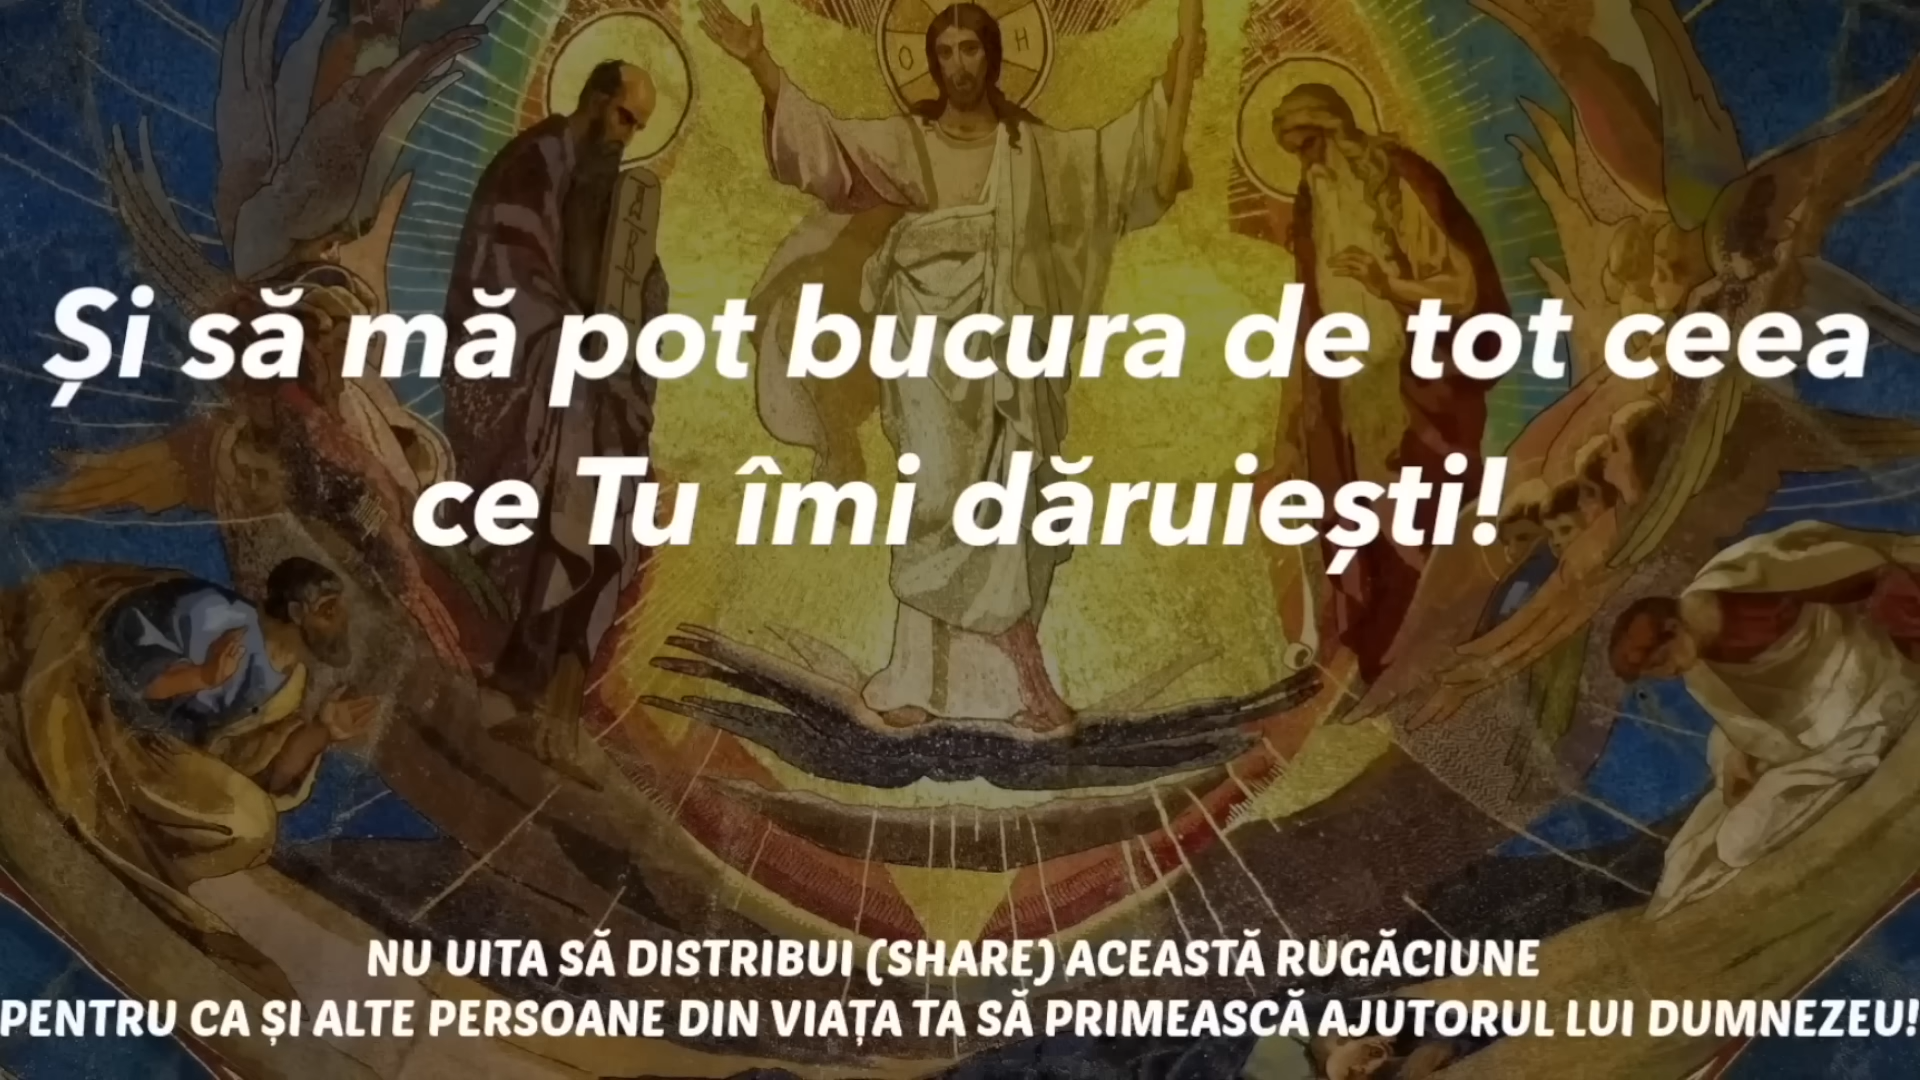 Și să mă pot bucura de tot ceea
ce Tu îmi dăruiești!
NU UITA SĂ DISTRIBUI (SHARE) ACEASTĂ RUGĂCIUNE
PENTRU CA ȘI ALTE PERSOANE DIN VIAȚA TA SĂ PRIMEASCĂ AJUTORUL LUI DUMNEZEU!